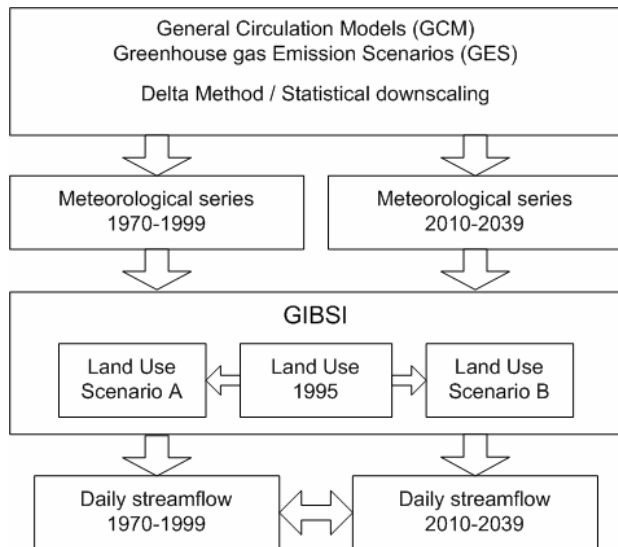 General Circulation Models (GCM)
Greenhouse gas Emission Scenarios (GES)
Delta Method / Statistical downscaling
Meteorological series
1970-1999
Meteorological series
2010-2039
GIBSI
Land Use
Scenario A
Land Use
1995
Land Use
Scenario B
Daily streamflow
1970-1999
Daily streamflow
2010-2039